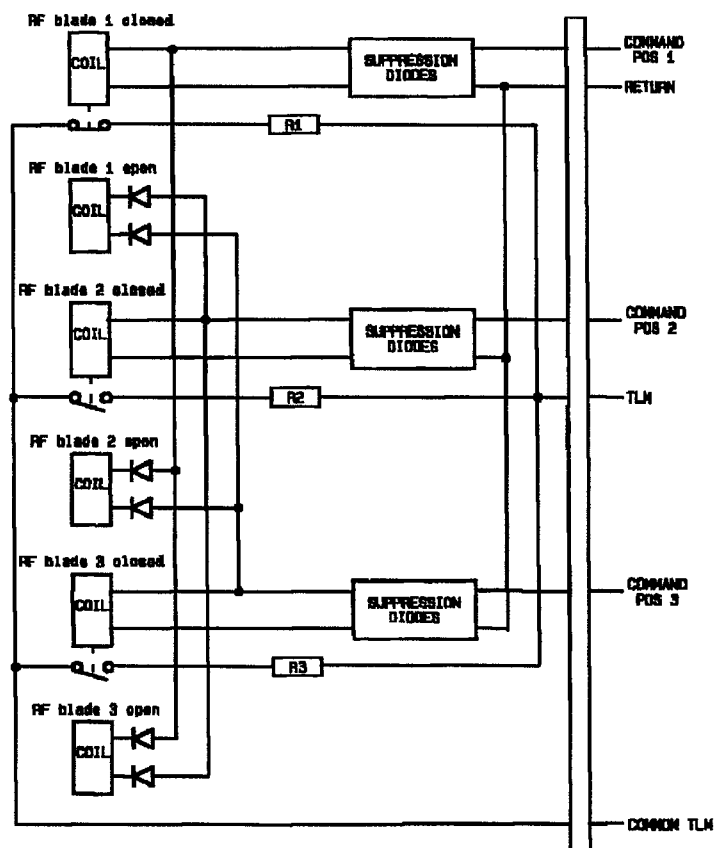 RF blade 1 closed
COIL
SUPPRESSION
DIODES
COMMAND
POS 1
RETURN
R1
RF blade 1 open
COIL
RF blade 2 closed
COIL
SUPPRESSION
DIODES
COMMAND
POS 2
R2
TLM
RF blade 2 open
COIL
RF blade 3 closed
COIL
SUPPRESSION
DIODES
COMMAND
POS 3
R3
RF blade 3 open
COIL
COMMON TLM